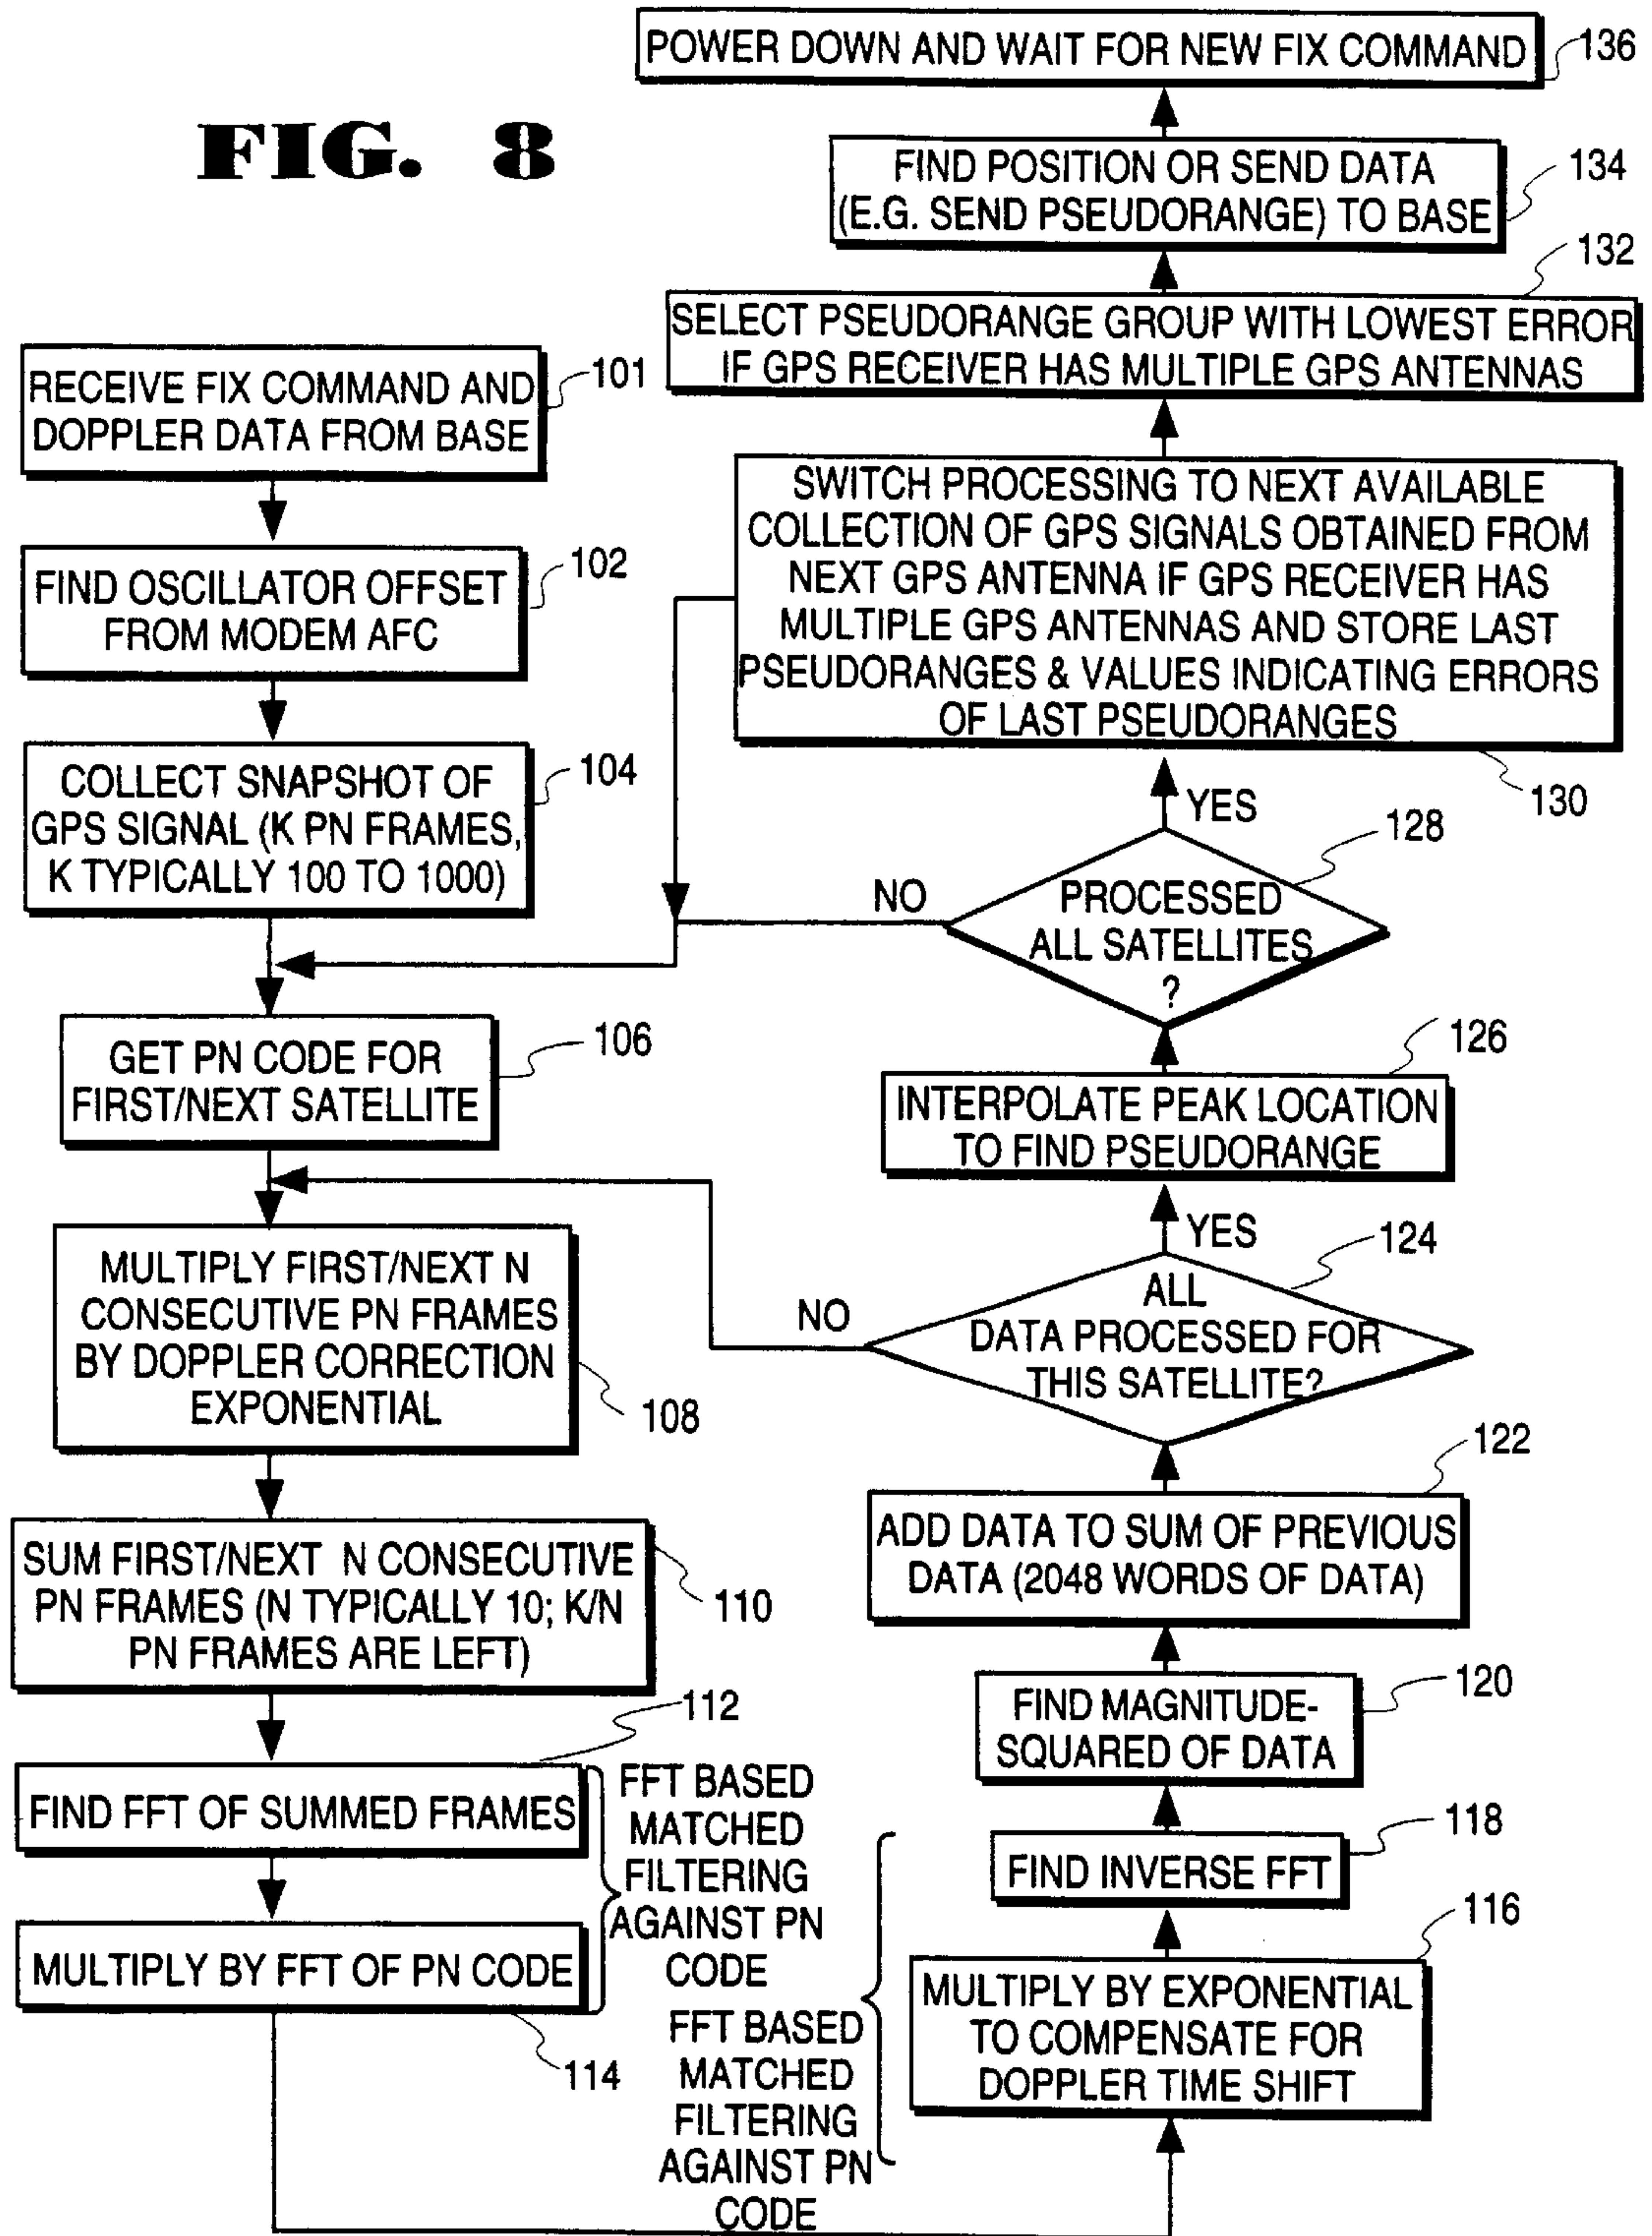 FIG. 8
RECEIVE FIX COMMAND AND
DOPPLER DATA FROM BASE
101
FIND OSCILLATOR OFFSET
FROM MODEM AFC
102
COLLECT SNAPSHOT OF
GPS SIGNAL (K PN FRAMES,
K TYPICALLY 100 TO 1000)
104
GET PN CODE FOR
FIRST/NEXT SATELLITE
106
MULTIPLY FIRST/NEXT N
CONSECUTIVE PN FRAMES
BY DOPPLER CORRECTION
EXPONENTIAL
108
SUM FIRST/NEXT N CONSECUTIVE
PN FRAMES (N TYPICALLY 10; K/N
PN FRAMES ARE LEFT)
110
112
FIND FFT OF SUMMED FRAMES
MULTIPLY BY FFT OF PN CODE
114
FFT BASED
MATCHED
FILTERING
AGAINST PN
CODE
FFT BASED
MATCHED
FILTERING
AGAINST PN
CODE
116
MULTIPLY BY EXPONENTIAL
TO COMPENSATE FOR
DOPPLER TIME SHIFT
118
FIND INVERSE FFT
120
FIND MAGNITUDE-
SQUARED OF DATA
122
ADD DATA TO SUM OF PREVIOUS
DATA (2048 WORDS OF DATA)
124
ALL
DATA PROCESSED FOR
THIS SATELLITE?
NO
YES
126
INTERPOLATE PEAK LOCATION
TO FIND PSEUDORANGE
128
PROCESSED
ALL SATELLITES
?
NO
YES
130
SWITCH PROCESSING TO NEXT AVAILABLE
COLLECTION OF GPS SIGNALS OBTAINED FROM
NEXT GPS ANTENNA IF GPS RECEIVER HAS
MULTIPLE GPS ANTENNAS AND STORE LAST
PSEUDORANGES & VALUES INDICATING ERRORS
OF LAST PSEUDORANGES
132
SELECT PSEUDORANGE GROUP WITH LOWEST ERROR
IF GPS RECEIVER HAS MULTIPLE GPS ANTENNAS
134
FIND POSITION OR SEND DATA
(E.G. SEND PSEUDORANGE) TO BASE
136
POWER DOWN AND WAIT FOR NEW FIX COMMAND